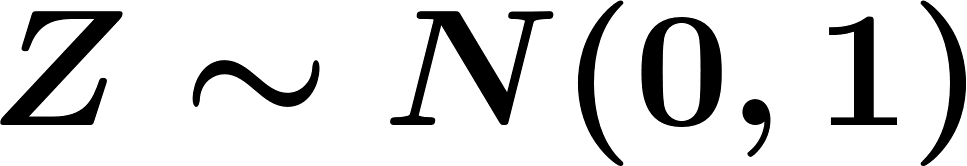 Z ∼ N(0, 1)